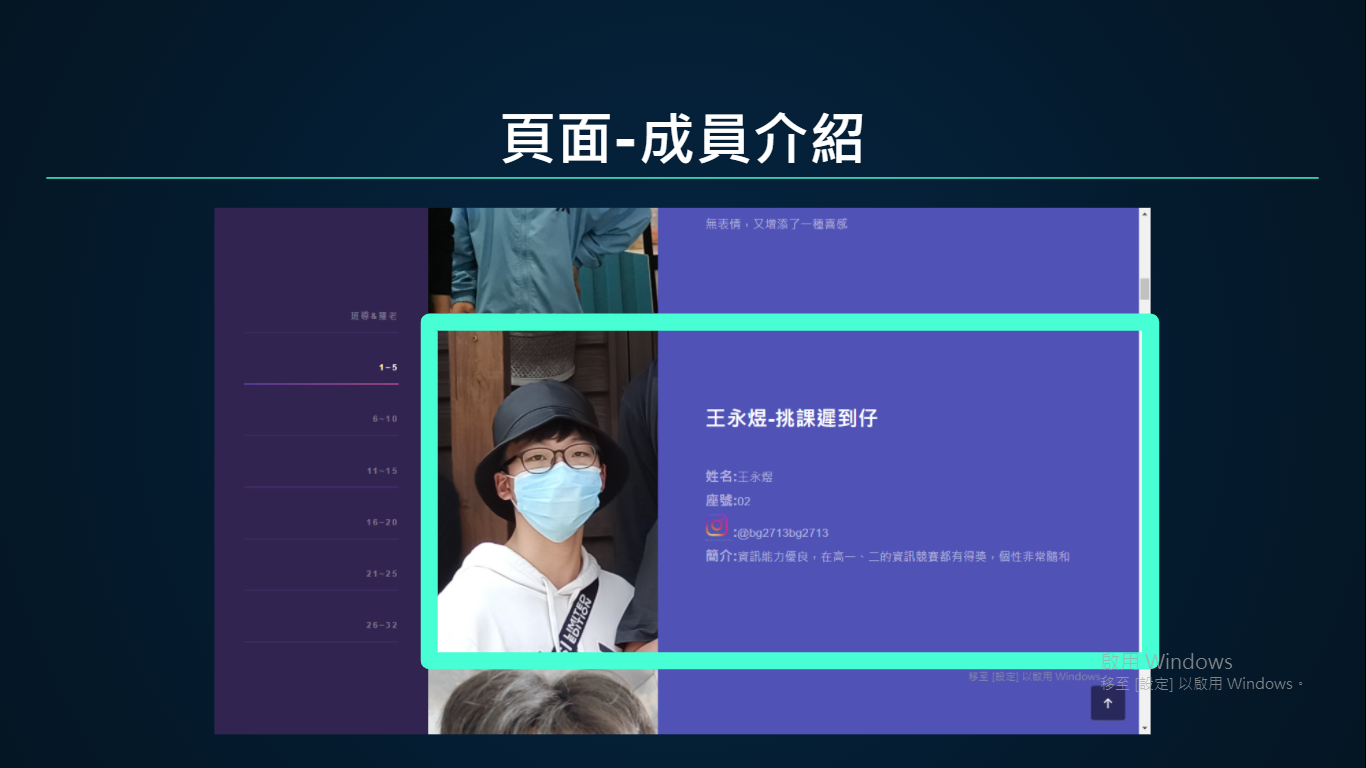 頁面-成員介紹
無表情，又增添了一種喜感
班導&董老
1~5
6~10
11~15
16~20
21~25
26~32
王永煜-挑課遲到仔
姓名:王永煜
座號:02
:@bg2713bg2713
簡介:資訊能力優良，在高一、二的資訊競賽都有得獎，個性非常隨和
LIMITED
EDITION
移至 [設定] 以啟用 Windows
啟用 Windows
移至 [設定] 以啟用 Windows。